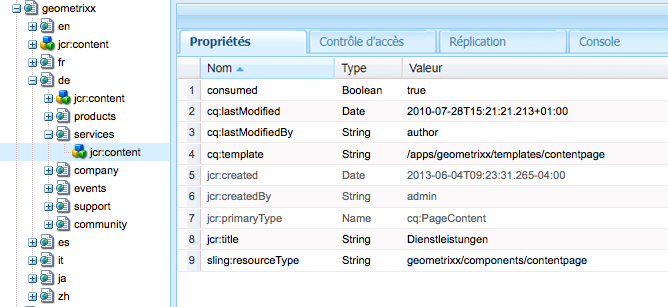 geometrixx
en
jcr:content
fr
de
jcr:content
products
services
jcr:content
company
events
support
community
es
it
ja
zh
Propriétés Contrôle d'accès Réplication Console
Nom Type Valeur
1 consumed Boolean true
2 cq:lastModified Date 2010-07-28T15:21:21.213+01:00
3 cq:lastModifiedBy String author
4 cq:template String /apps/geometrixx/templates/contentpage
5 jcr:created Date 2013-06-04T09:23:31.265-04:00
6 jcr:createdBy String admin
7 jcr:primaryType Name cq:PageContent
8 jcr:title String Dienstleistungen
9 sling:resourceType String geometrixx/components/contentpage